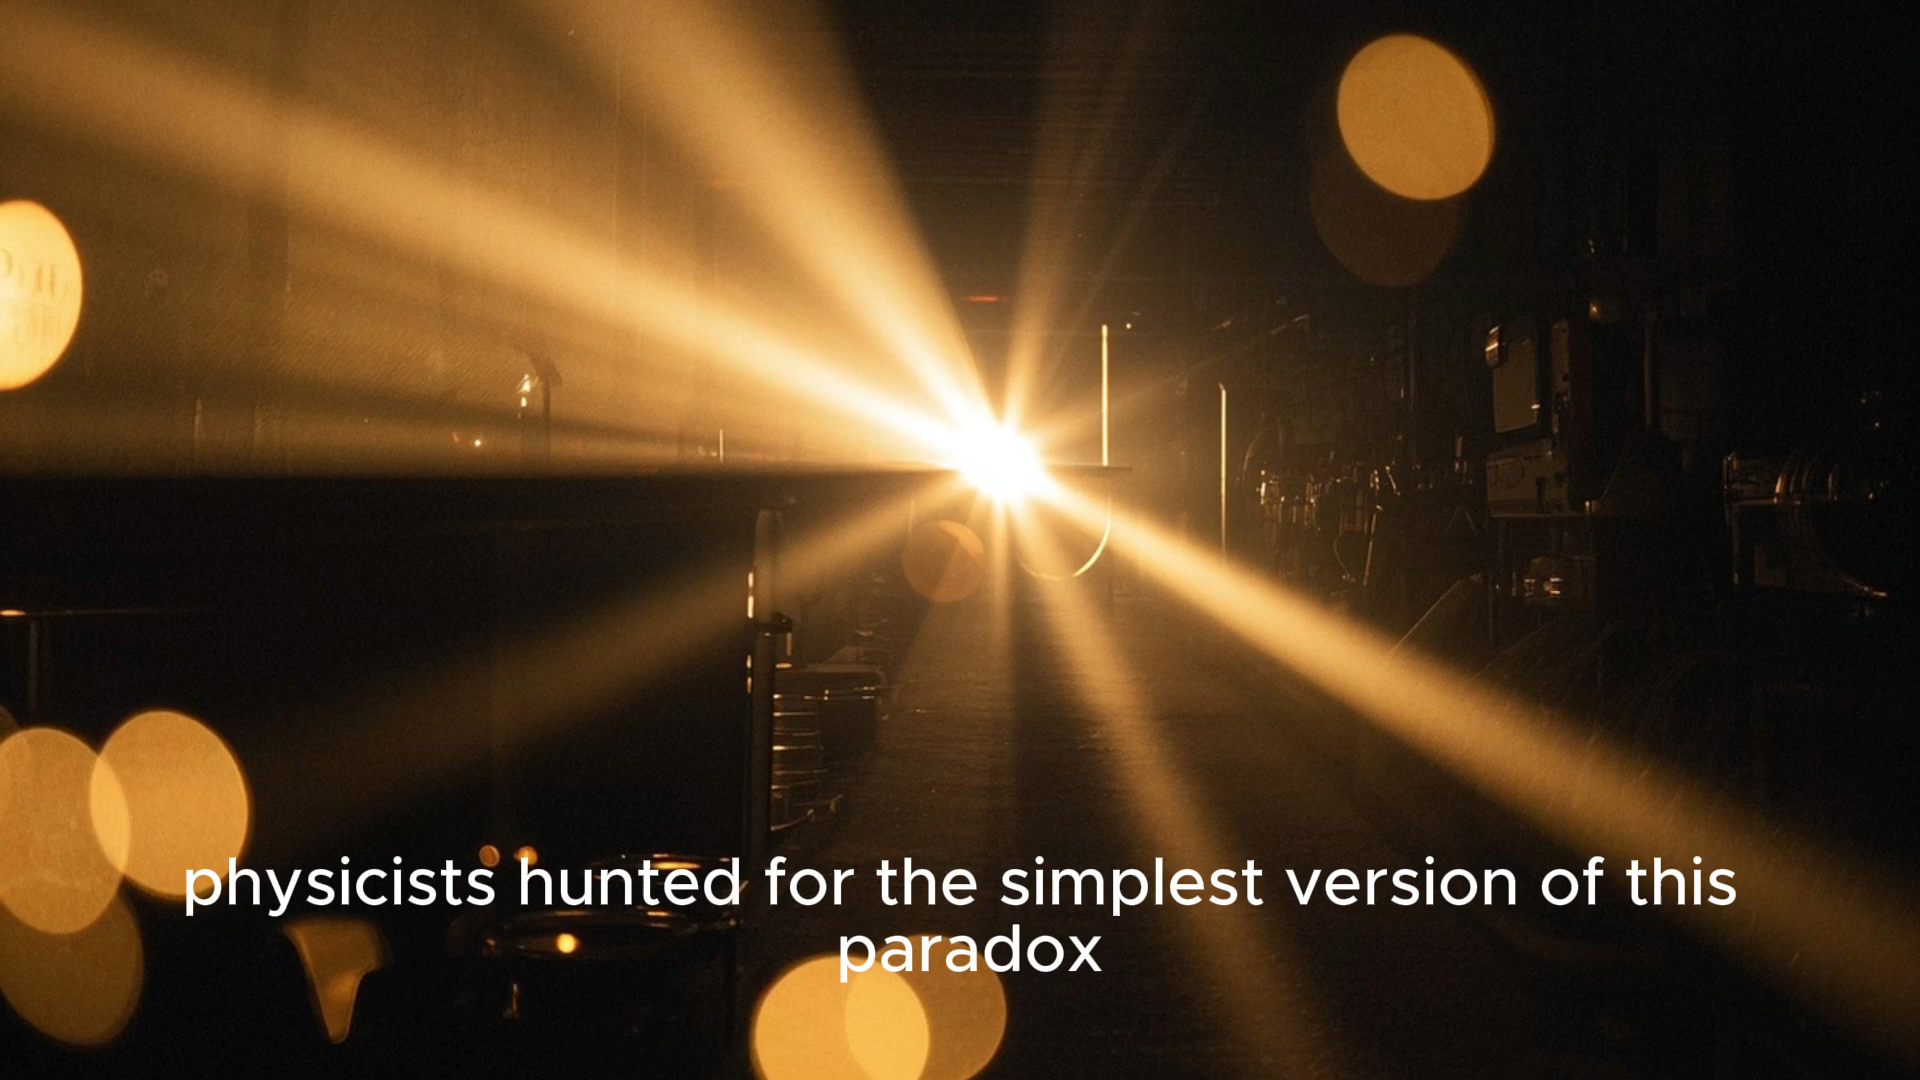 physicists hunted for the simplest version of this
paradox